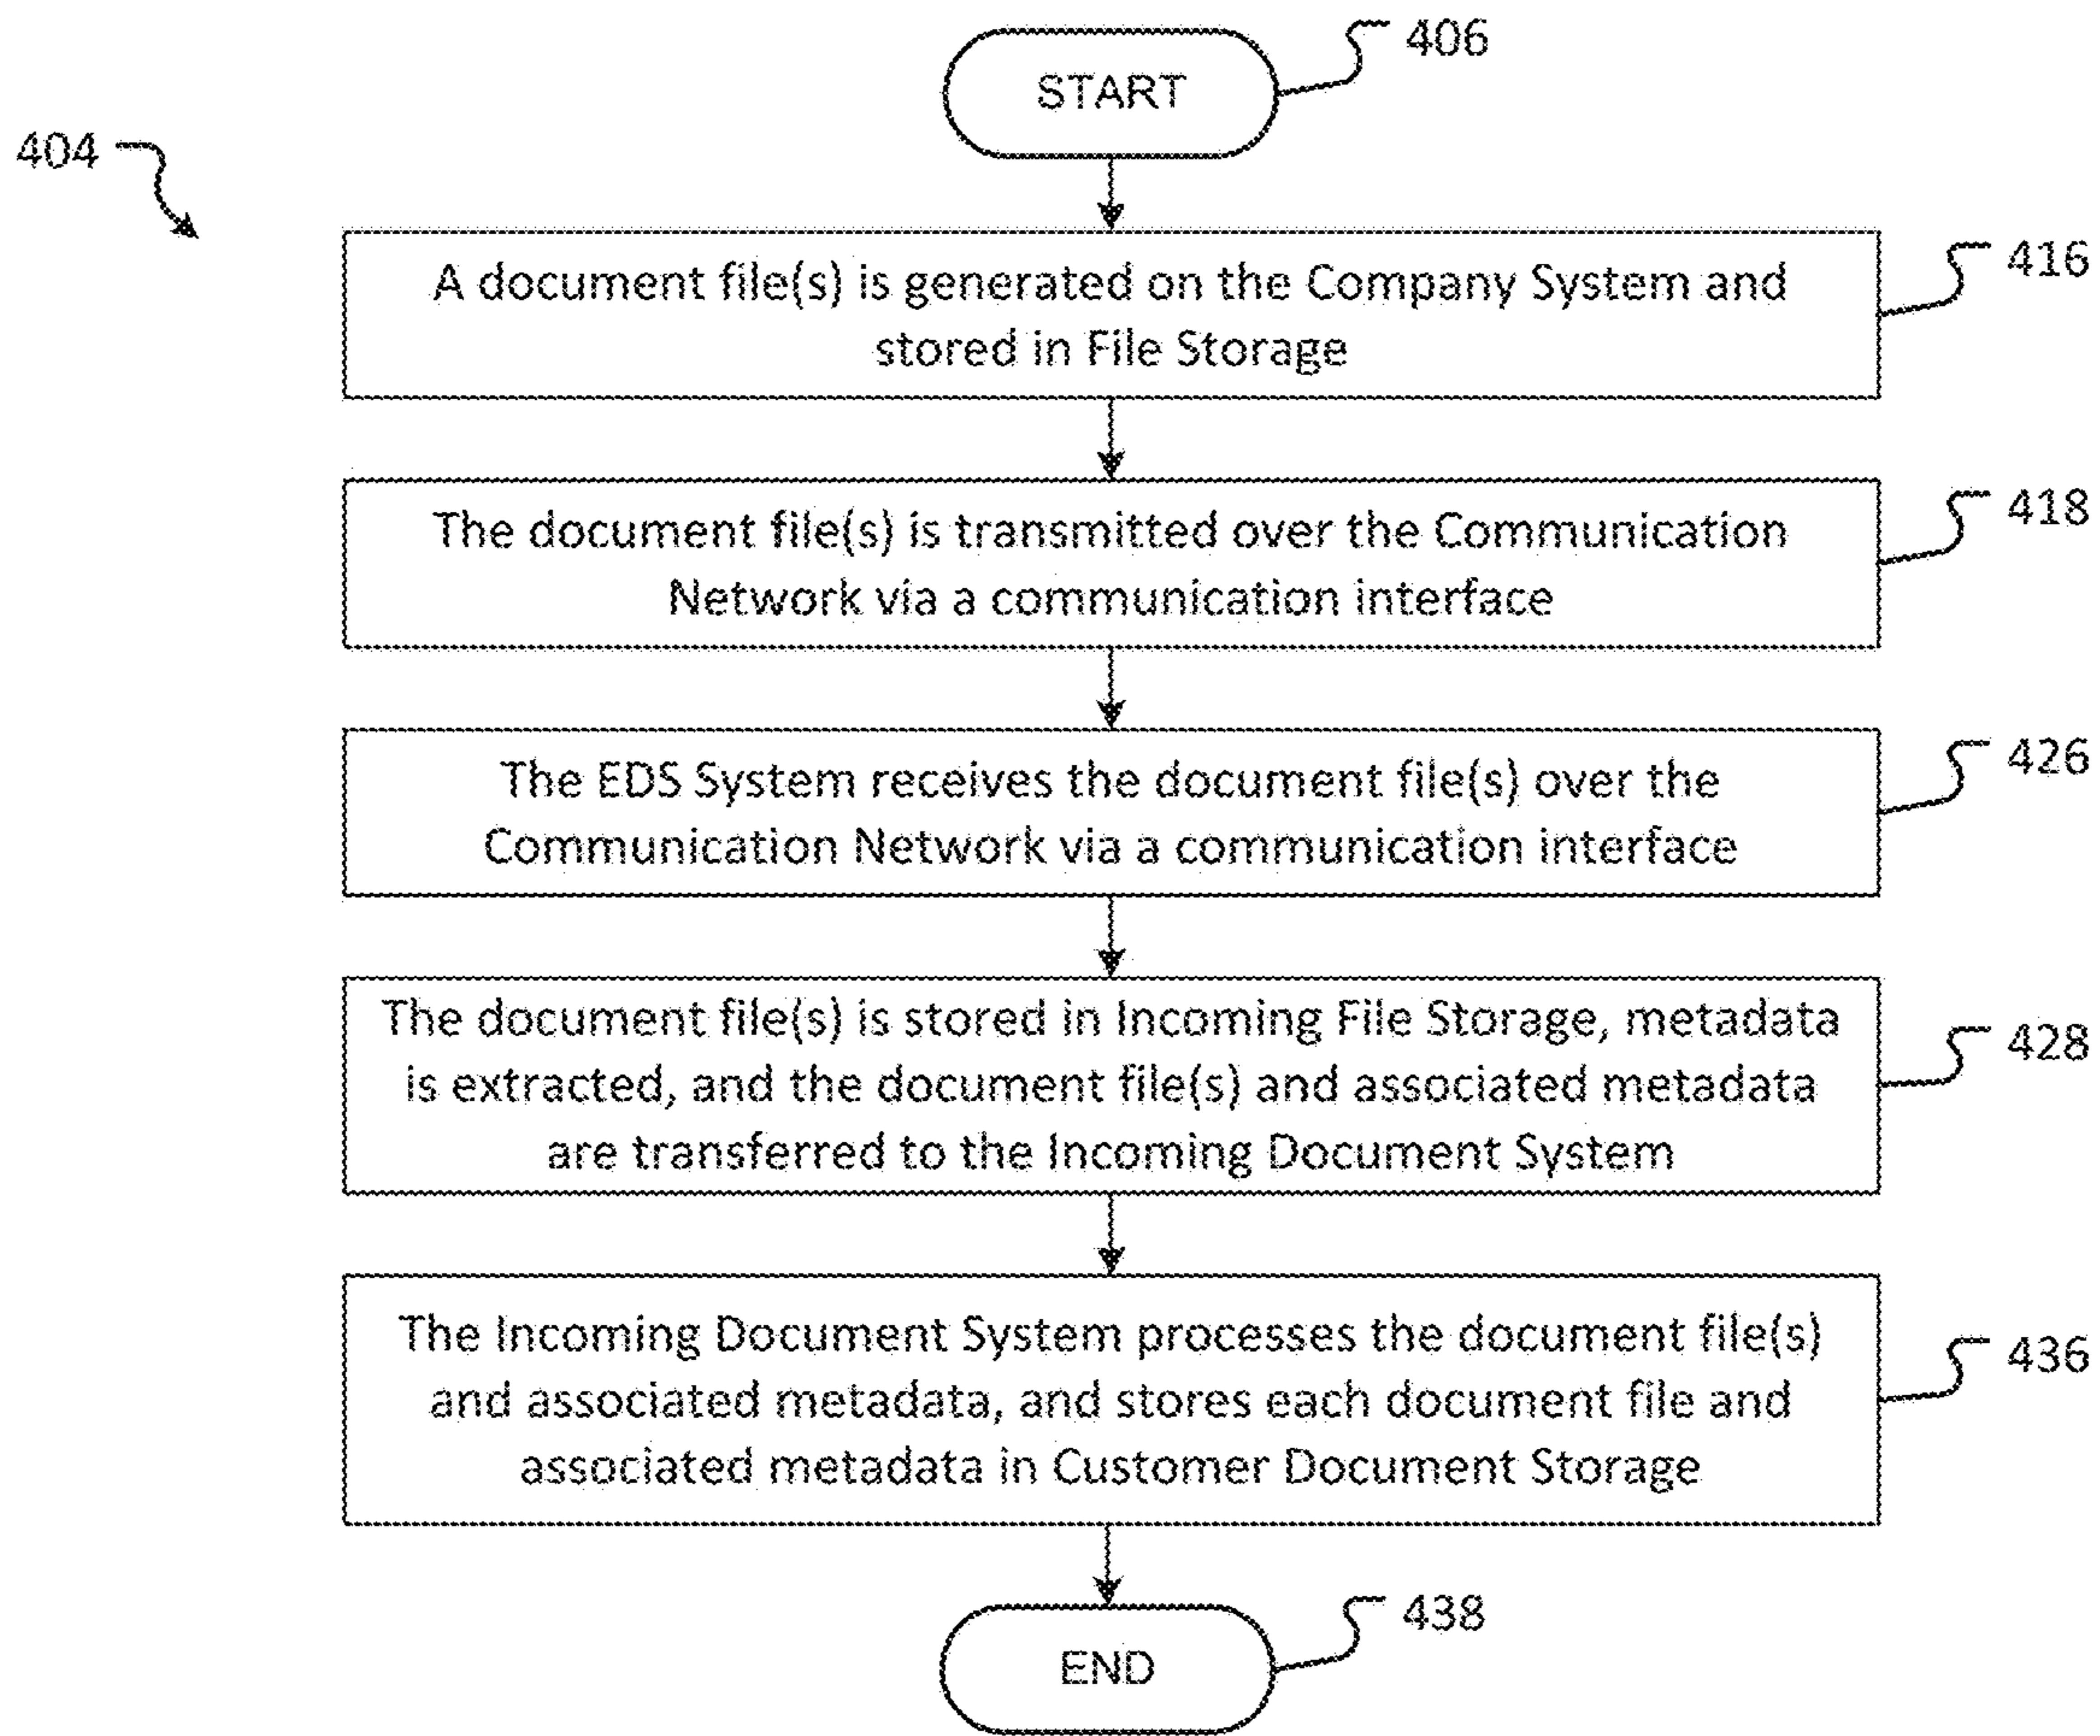 406
START
404
416
A document file(s) is generated on the Company System and
stored in File Storage
418
The document file(s) is transmitted over the Communication
Network via a communication interface
426
The EDS System receives the document file(s) over the
Communication Network via a communication interface
The document file(s) is stored in Incoming File Storage, metadata
428
is extracted, and the document file(s) and associated metadata
are transferred to the Incoming Document System
The Incoming Document System processes the document file(s)
436
and associated metadata, and stores each document file and
associated metadata in Customer Document Storage
438
END